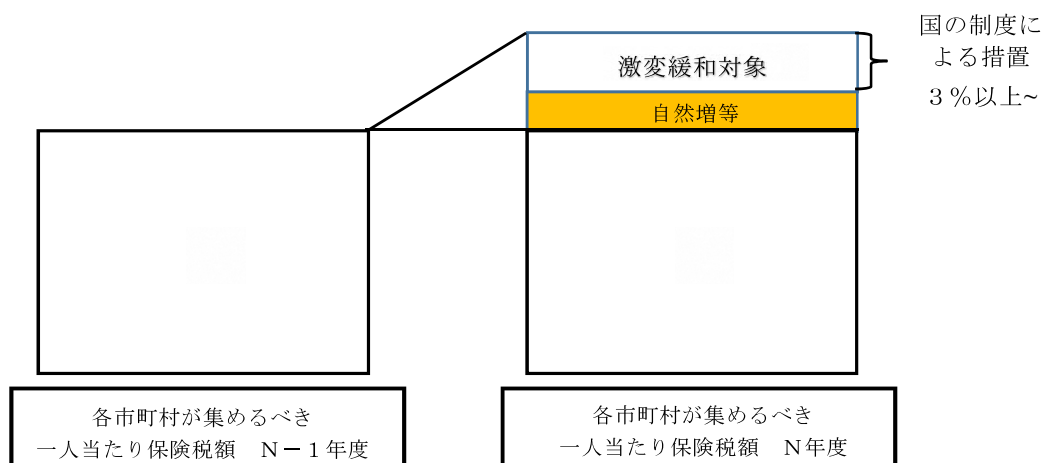 国の制度に
よる措置
３％以上~
激変緩和対象
自然増等
各市町村が集めるべき
一人当たり保険税額　Ｎ－１年度
各市町村が集めるべき
一人当たり保険税額　Ｎ年度